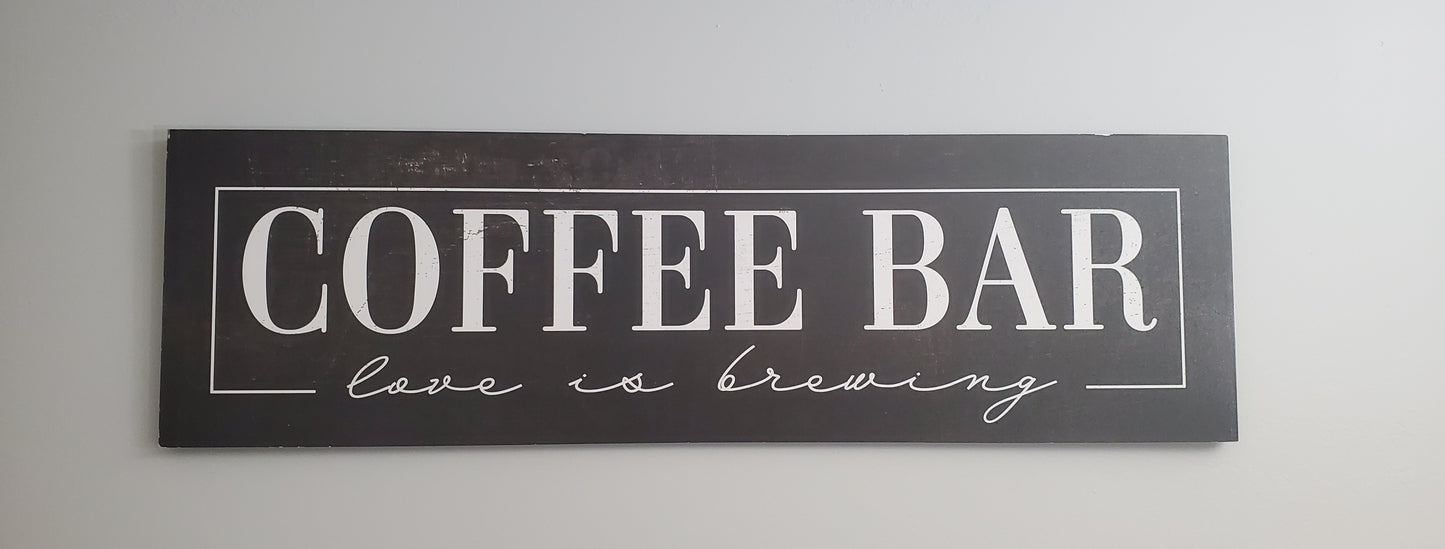 COFFEE BAR
love is brewing